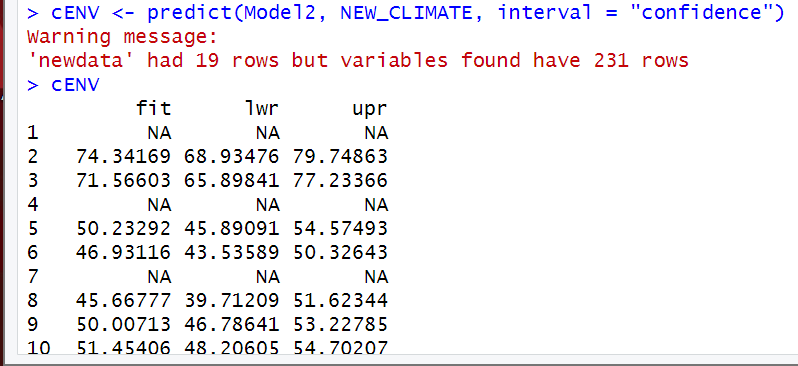 > cENV <- predict(Model2, NEW_CLIMATE, interval = "confidence")
Warning message:
'newdata' had 19 rows but variables found have 231 rows
> cENV
fit lwr upr
1 NA NA NA
2 74.34169 68.93476 79.74863
3 71.56603 65.89841 77.23366
4 NA NA NA
5 50.23292 45.89091 54.57493
6 46.93116 43.53589 50.32643
7 NA NA NA
8 45.66777 39.71209 51.62344
9 50.00713 46.78641 53.22785
10 51.45406 48.20605 54.70207